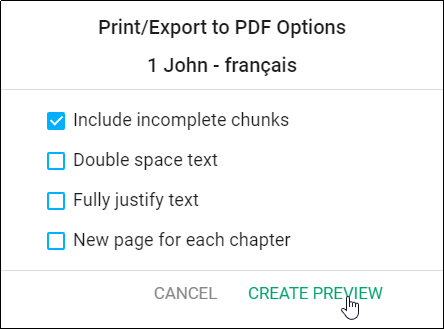 Print/Export to PDF Options
1 John - français
Include incomplete chunks
Double space text
Fully justify text
New page for each chapter
CANCEL CREATE PREVIEW